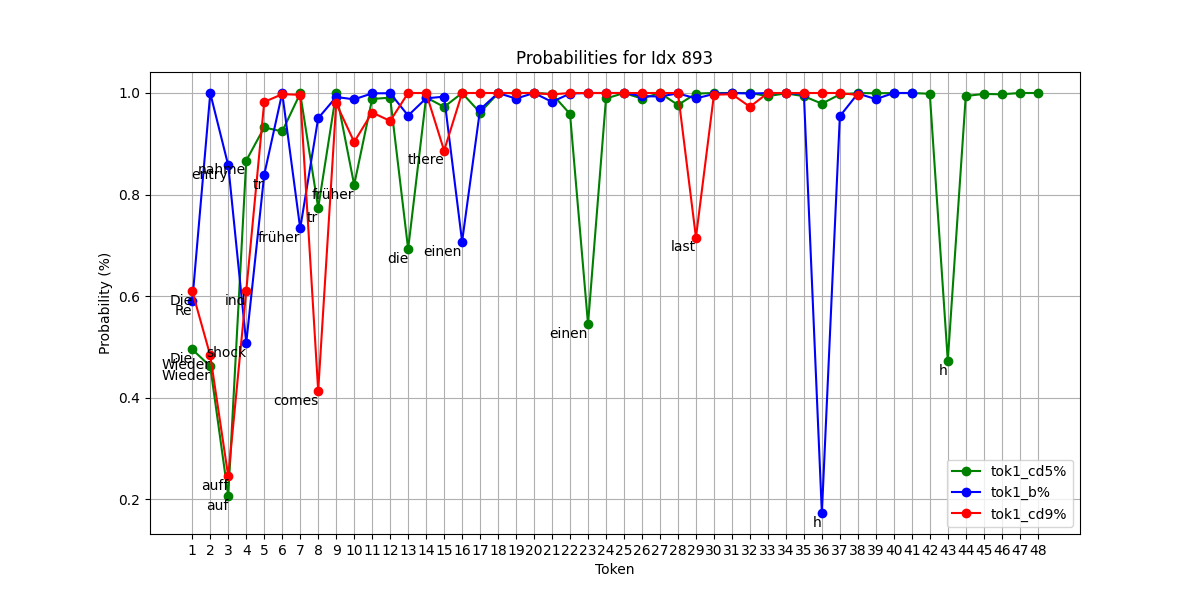 Probabilities for Idx 893
1.0
0.8
0.6
0.4
0.2
Probability (%)
nahme
entry
tr
früher
tr
früher
there
die
einen
last
Die
Re
ind
shock
einen
Die
Wieder
Wieder
comes
h
auff
auf
h
tok1_cd5%
tok1_b%
tok1_cd9%
1 2 3 4 5 6 7 8 9 10 11 12 13 14 15 16 17 18 19 20 21 22 23 24 25 26 27 28 29 30 31 32 33 34 35 36 37 38 39 40 41 42 43 44 45 46 47 48
Token